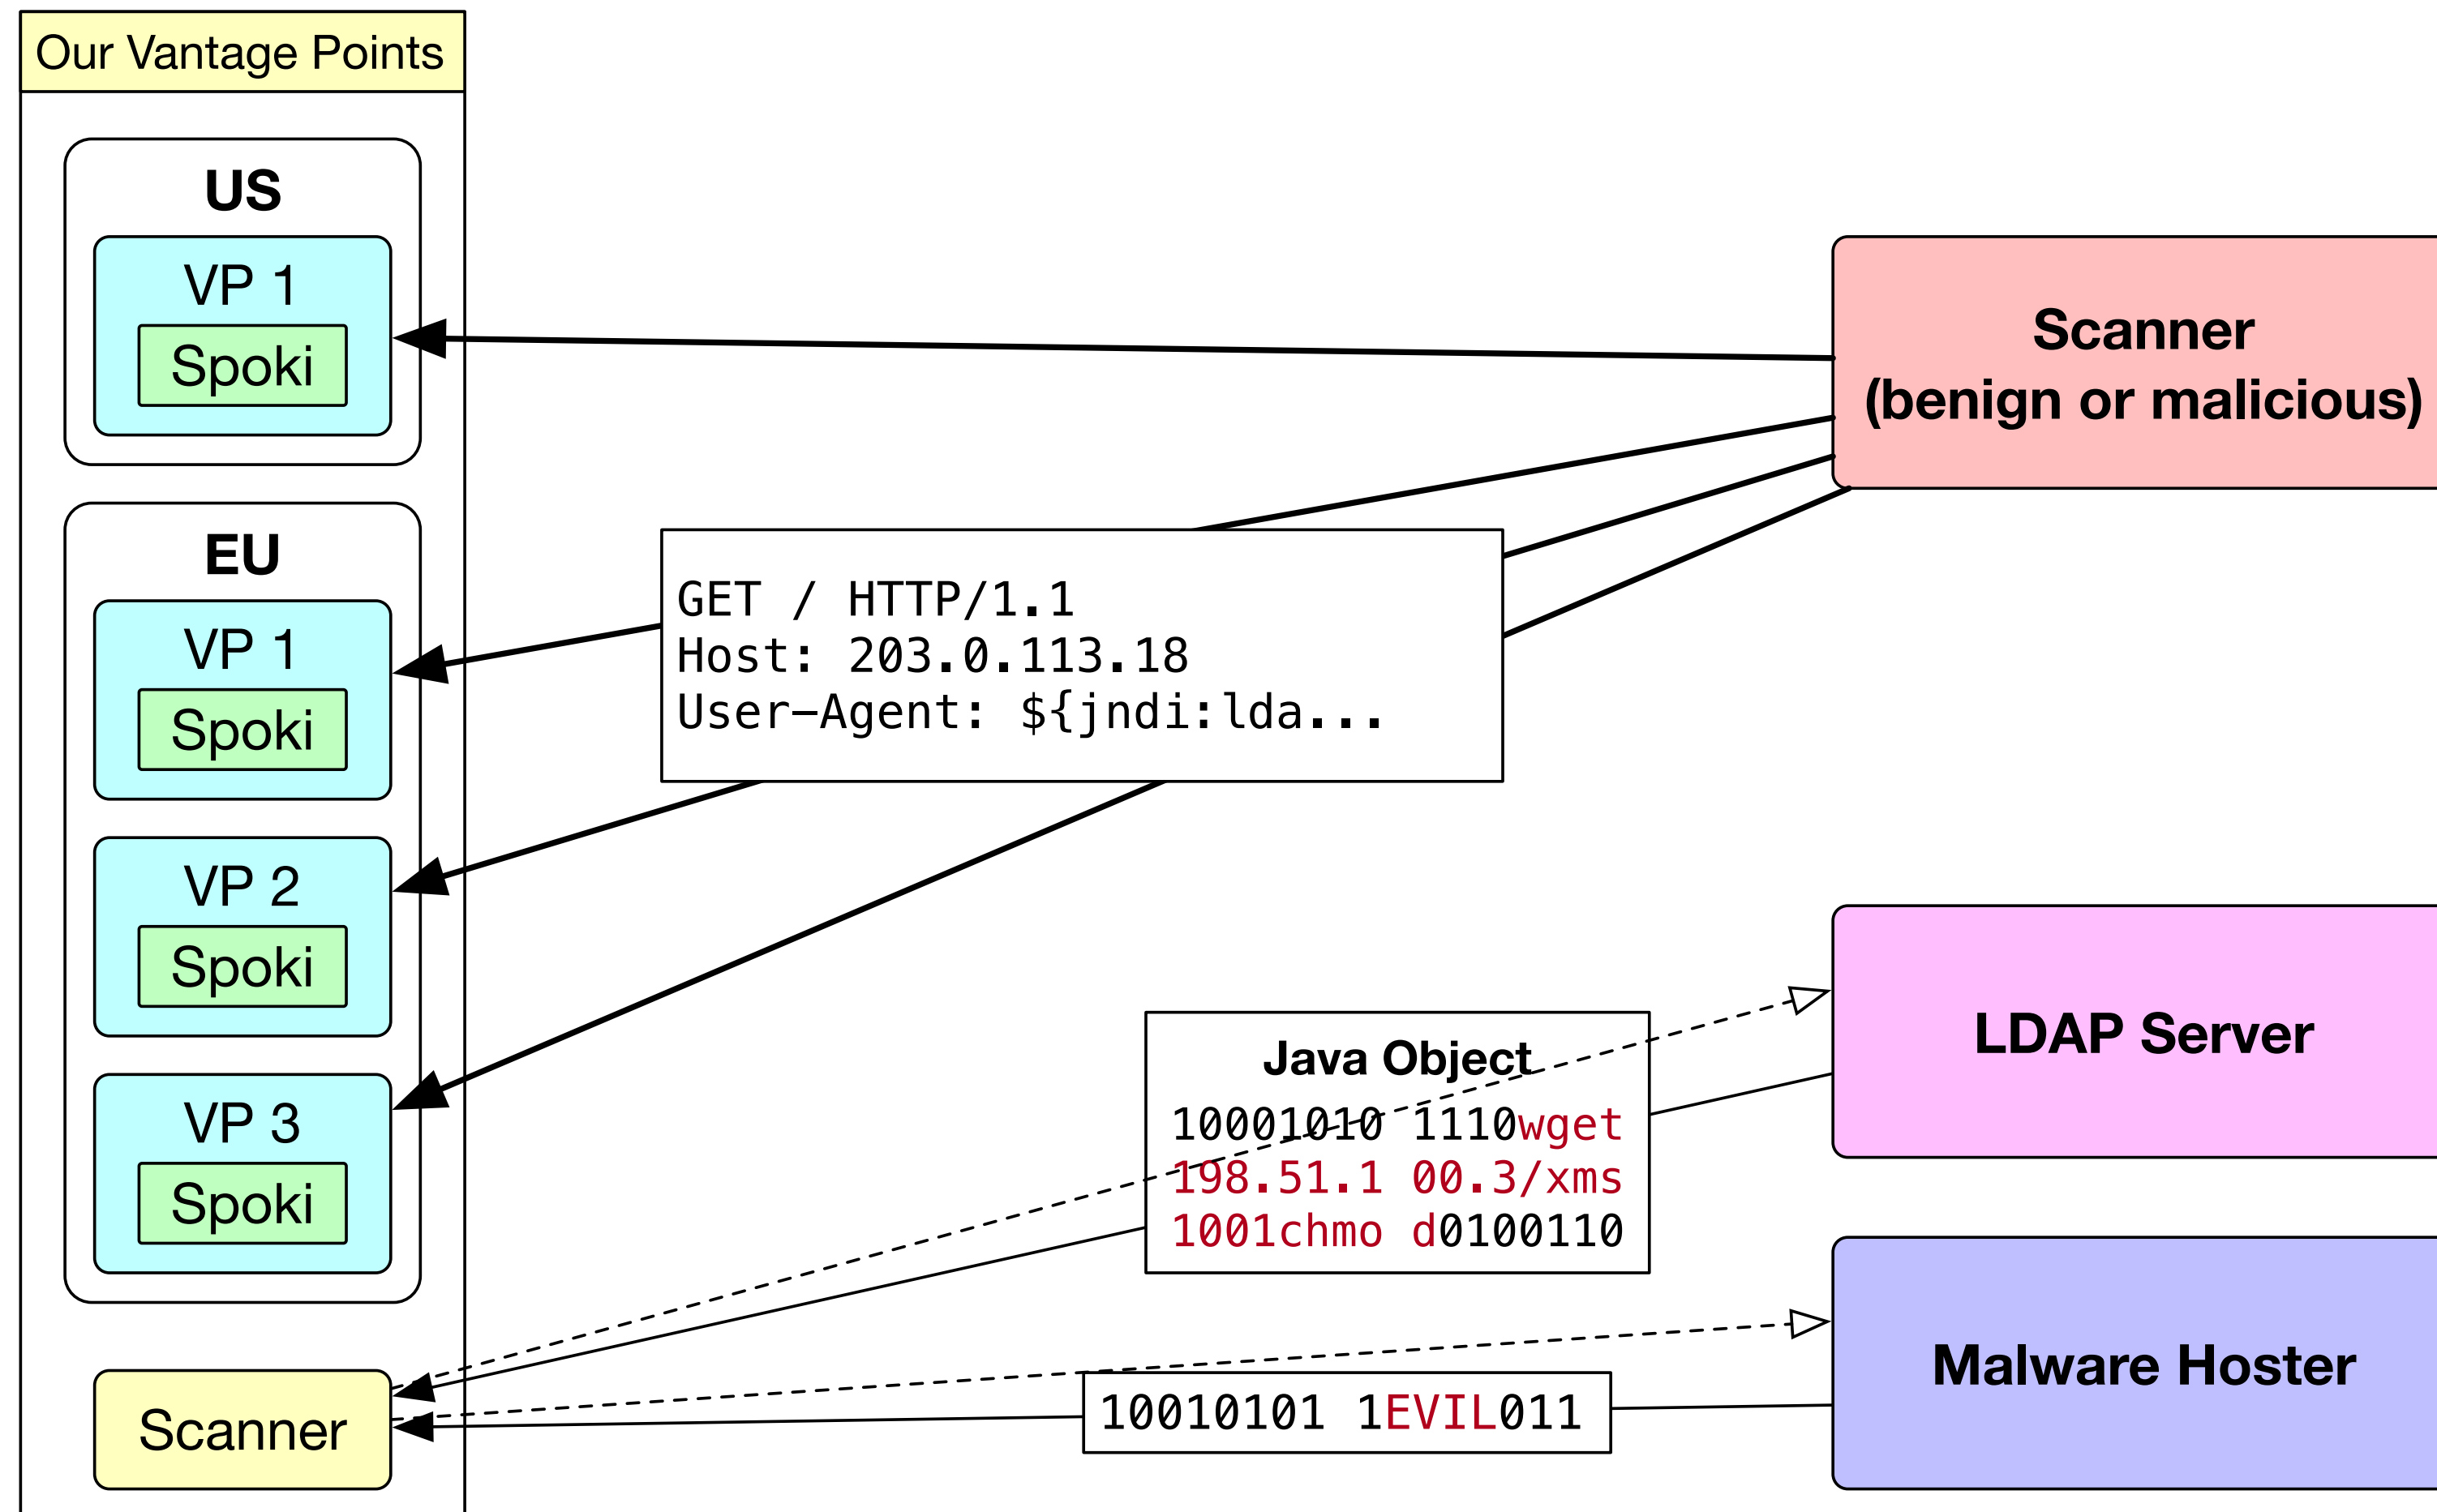 Our Vantage Points
US
VP 1
Spoki
EU
VP 1
Spoki
VP 2
Spoki
VP 3
Spoki
Scanner
Scanner
(benign or malicious)
GET / HTTP/1.1
Host: 203.0.113.18
User-Agent: ${jndi:lda...
LDAP Server
Java Object
10001010 1110wget
198.51.1 00.3/xms
1001chmo d0100110
Malware Hoster
10010101 1EVIL011